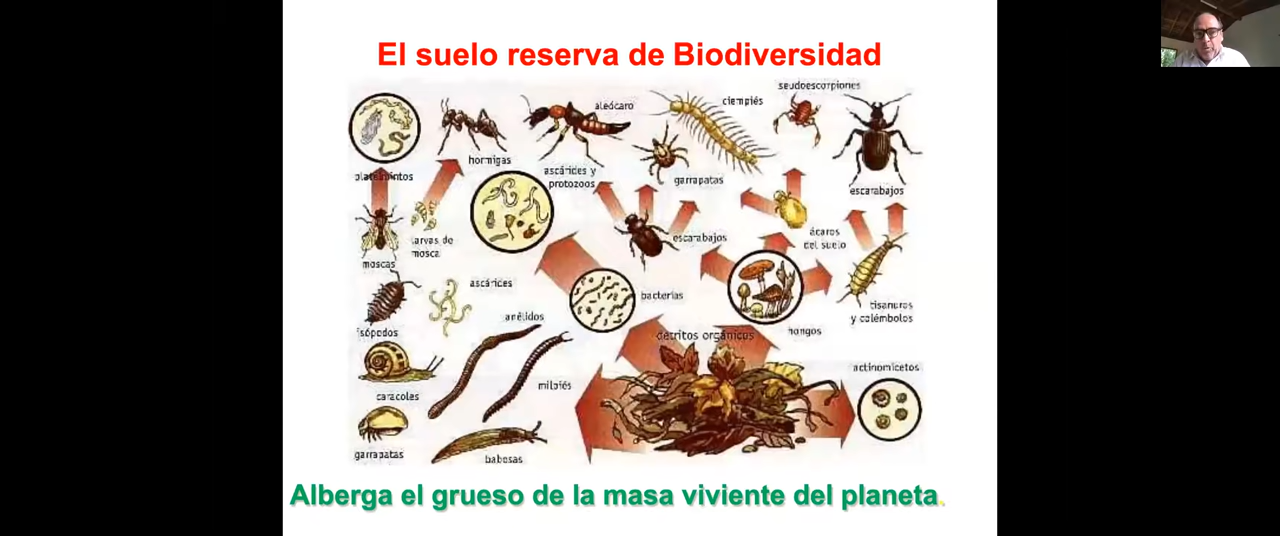 El suelo reserva de Biodiversidad
seudoescorpiones
aleócaro
ciempiés
hormigas
ascárides y
protozoos
garrapatas
escarabajos
platelmintos
larvas de
mosca
escarabajos
ácaros
del suelo
moscas
ascárides
bacterias
tisanuros
y colémbolos
isópodos
anélidos
detritos orgánicos
hongos
actinomicetos
milpiés
caracoles
garrapatas
babosas
Alberga el grueso de la masa viviente del planeta.